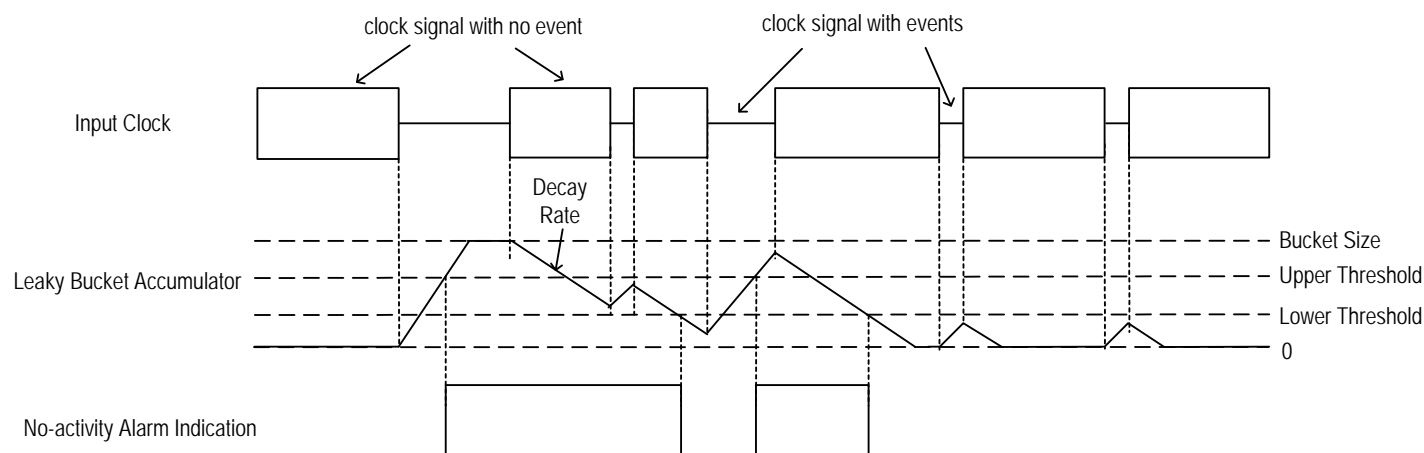 clock signal with no event
clock signal with events
Input Clock
Decay
Rate
Bucket Size
Leaky Bucket Accumulator
Upper Threshold
Lower Threshold
0
No-activity Alarm Indication